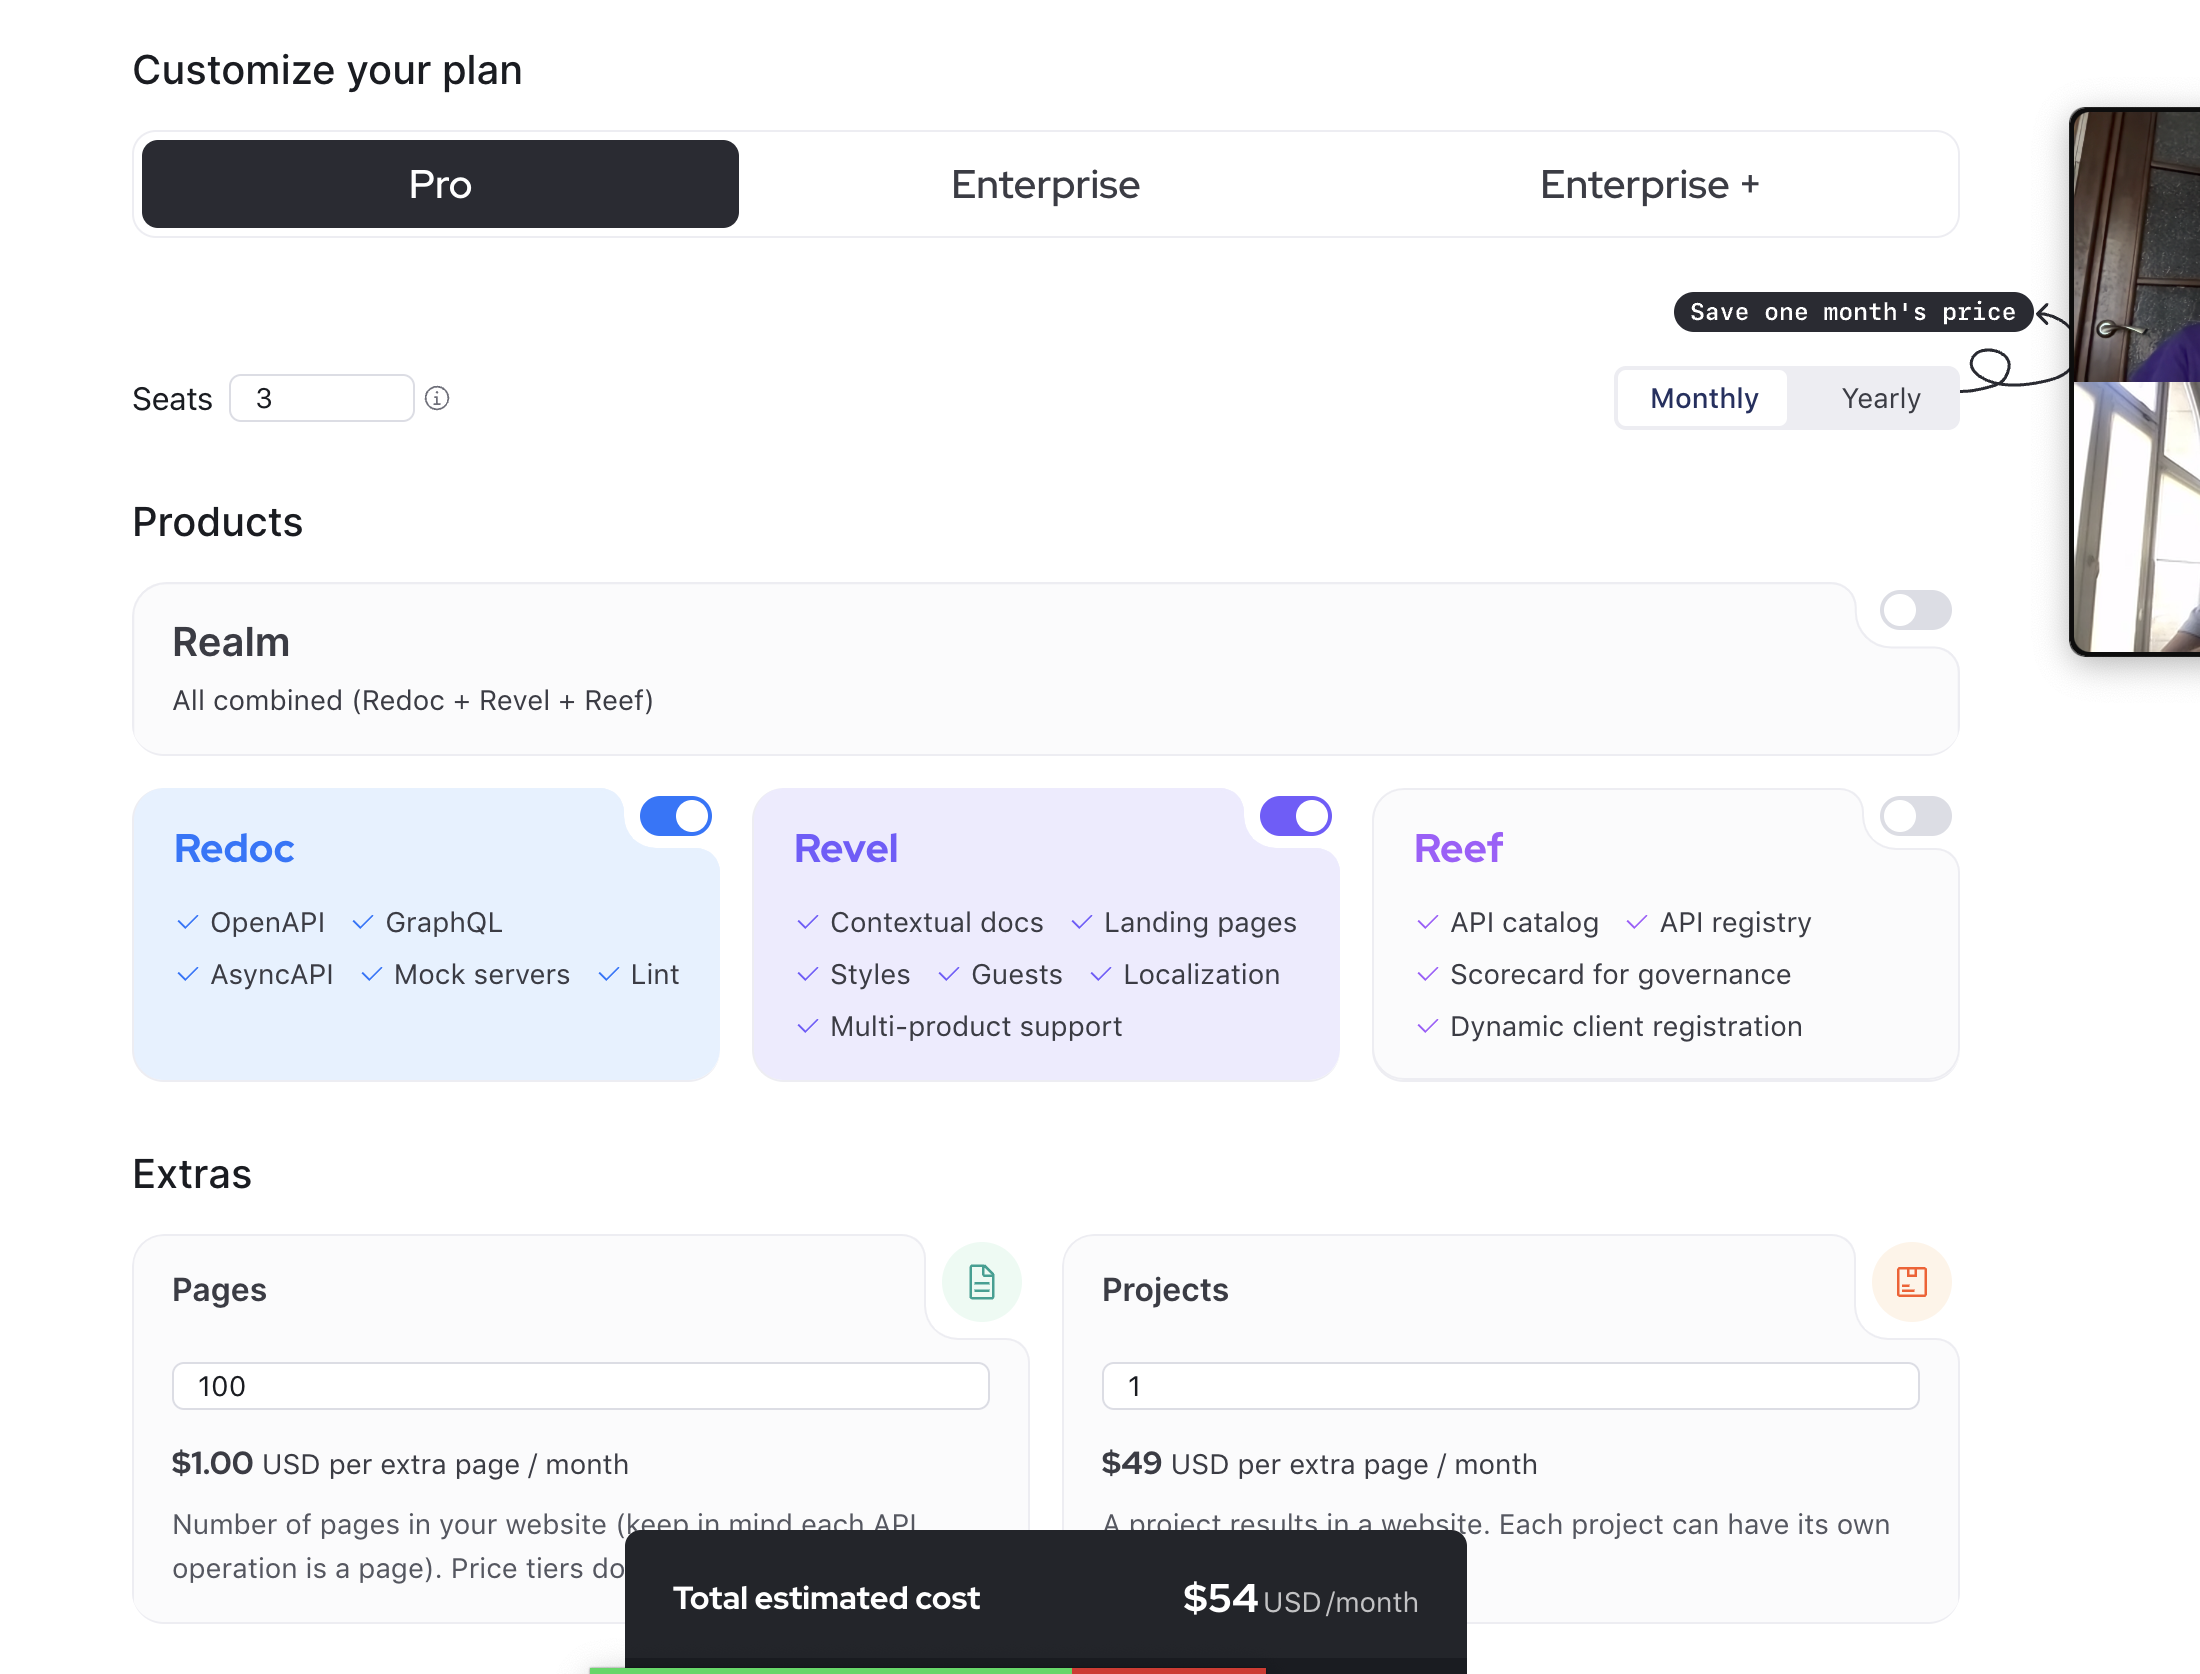 Customize your plan
Pro
Enterprise
Enterprise +
Save one month's price
Seats
3
Monthly
Yearly
Products
Realm
All combined (Redoc + Revel + Reef)
Redoc
OpenAPI GraphQL
AsyncAPI Mock servers Lint
Revel
Contextual docs Landing pages
Styles Guests Localization
Multi-product support
Reef
API catalog API registry
Scorecard for governance
Dynamic client registration
Extras
Pages
100
$1.00 USD per extra page / month
Number of pages in your website (keep in mind each API
operation is a page). Price tiers do
Projects
1
$49 USD per extra page / month
A project results in a website. Each project can have its own
Total estimated cost
$54 USD/month